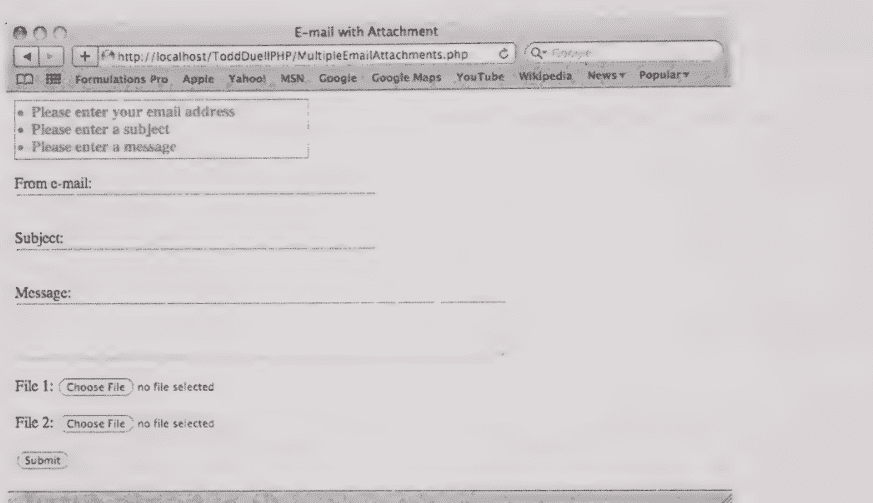 E-mail with Attachment
http://localhost/ToddDuellPHP/MultipleEmailAttachments.php
Google
Formulations Pro Apple Yahoo! MSN Google Google Maps YouTube Wikipedia News Popular
• Please enter your email address
• Please enter a subject
• Please enter a message
From e-mail:
Subject:
Message:
File 1: Choose File no file selected
File 2: Choose File no file selected
Submit